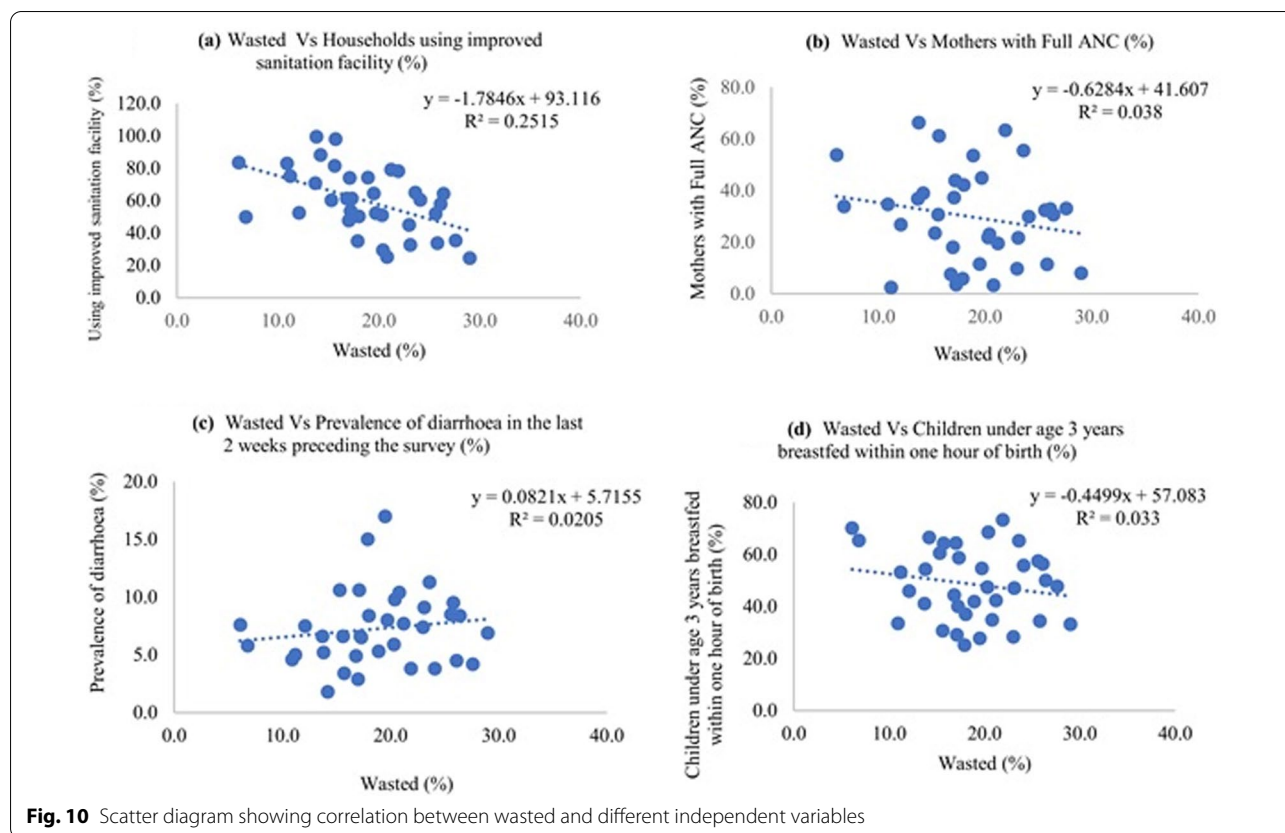 (a) Wasted Vs Households using improved
sanitation facility (%)
y = -1.7846x + 93.116
R² = 0.2515
Using improved sanitation facility (%)
120.0
100.0
80.0
60.0
40.0
20.0
0.0
0.0 10.0 20.0 30.0 40.0
Wasted (%)
(b) Wasted Vs Mothers with Full ANC (%)
y = -0.6284x + 41.607
R² = 0.038
Mothers with Full ANC (%)
80.0
60.0
40.0
20.0
0.0
0.0 10.0 20.0 30.0 40.0
Wasted (%)
(c) Wasted Vs Prevalence of diarrhoea in the last
2 weeks preceding the survey (%)
y = 0.0821x + 5.7155
R² = 0.0205
Prevalence of diarrhoea (%)
20.0
15.0
10.0
5.0
0.0
0.0 10.0 20.0 30.0 40.0
Wasted (%)
(d) Wasted Vs Children under age 3 years
breastfed within one hour of birth (%)
y = -0.4499x + 57.083
R² = 0.033
Children under age 3 years breastfed
within one hour of birth (%)
80.0
60.0
40.0
20.0
0.0
0.0 10.0 20.0 30.0 40.0
Wasted (%)
Fig. 10 Scatter diagram showing correlation between wasted and different independent variables